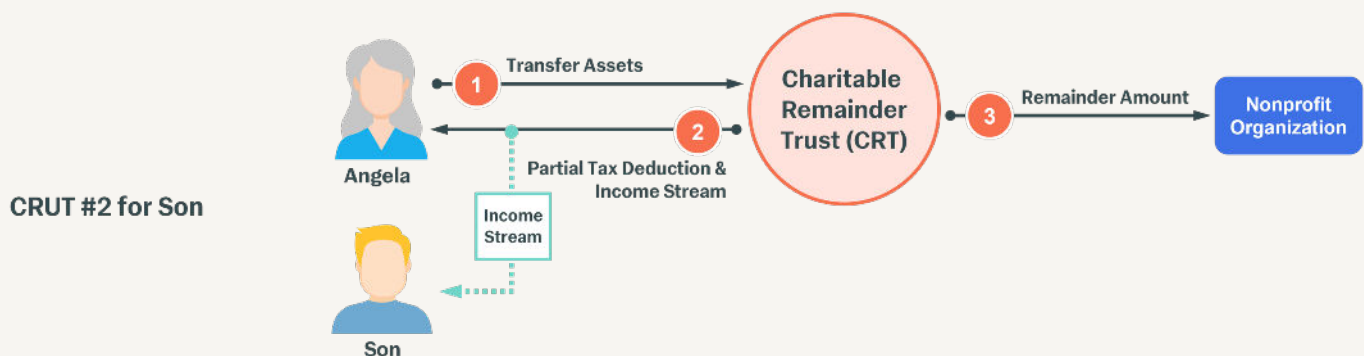 CRUT #2 for Son
Angela
1
Transfer Assets
2
Partial Tax Deduction &
Income Stream
Income
Stream
Son
Charitable
Remainder
Trust (CRT)
3
Remainder Amount
Nonprofit
Organization